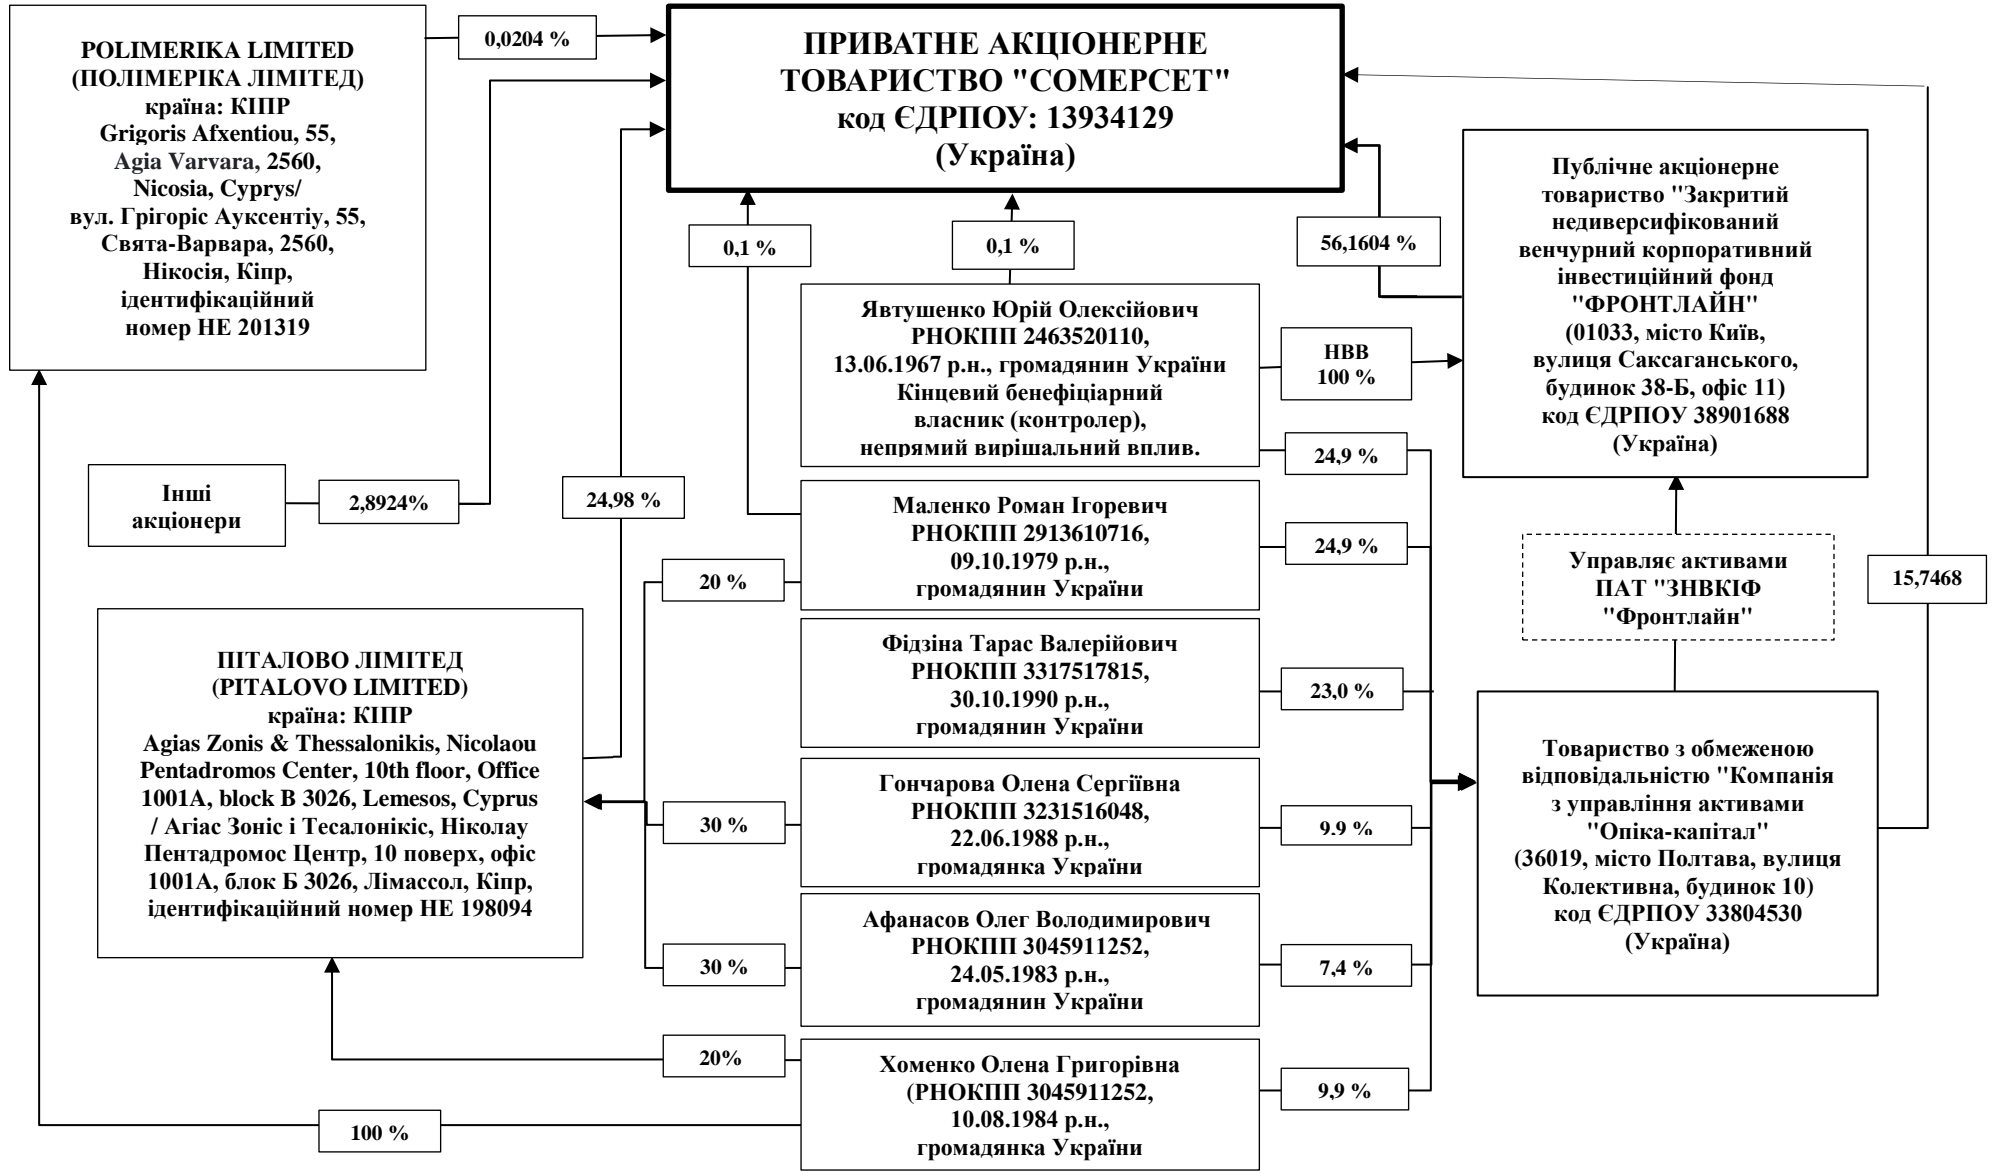 POLIMERIKA LIMITED
(ПОЛІМЕРІКА ЛІМІТЕД)
країна: КІПР
Grigoris Afxentiou, 55,
Agia Varvara, 2560,
Nicosia, Cyprys/
вул. Грігоріс Ауксентіу, 55,
Свята-Варвара, 2560,
Нікосія, Кіпр,
ідентифікаційний
номер НЕ 201319
0,0204 %
ПРИВАТНЕ АКЦІОНЕРНЕ
ТОВАРИСТВО "СОМЕРСЕТ"
код ЄДРПОУ: 13934129
(Україна)
0,1 %
0,1 %
56,1604 %
Публічне акціонерне
товариство "Закритий
недиверсифікований
венчурний корпоративний
інвестиційний фонд
"ФРОНТЛАЙН"
(01033, місто Київ,
вулиця Саксаганського,
будинок 38-Б, офіс 11)
код ЄДРПОУ 38901688
(Україна)
Явтушенко Юрій Олексійович
РНОКПП 2463520110,
13.06.1967 р.н., громадянин України
Кінцевий бенефіціарний
власник (контролер),
непрямий вирішальний вплив.
НВВ
100 %
24,9 %
Інші
акціонери
2,8924%
24,98 %
Маленко Роман Ігоревич
РНОКПП 2913610716,
09.10.1979 р.н.,
громадянин України
24,9 %
20 %
Управляє активами
ПАТ "ЗНВКІФ
"Фронтлайн"
15,7468
Фідзіна Тарас Валерійович
РНОКПП 3317517815,
30.10.1990 р.н.,
громадянин України
23,0 %
ПІТАЛОВО ЛІМІТЕД
(PITALOVO LIMITED)
країна: КІПР
Agias Zonis & Thessalonikis, Nicolaou
Pentadromos Center, 10th floor, Office
1001A, block B 3026, Lemesos, Cyprus
/ Агіас Зоніс і Тесалонікіс, Ніколау
Пентадромос Центр, 10 поверх, офіс
1001А, блок Б 3026, Лімассол, Кіпр,
ідентифікаційний номер НЕ 198094
30 %
Гончарова Олена Сергіївна
РНОКПП 3231516048,
22.06.1988 р.н.,
громадянка України
9,9 %
Товариство з обмеженою
відповідальністю "Компанія
з управління активами
"Опіка-капітал"
(36019, місто Полтава, вулиця
Колективна, будинок 10)
код ЄДРПОУ 33804530
(Україна)
30 %
Афанасов Олег Володимирович
РНОКПП 3045911252,
24.05.1983 р.н.,
громадянин України
7,4 %
20%
Хоменко Олена Григорівна
(РНОКПП 3045911252,
10.08.1984 р.н.,
громадянка України
9,9 %
100 %